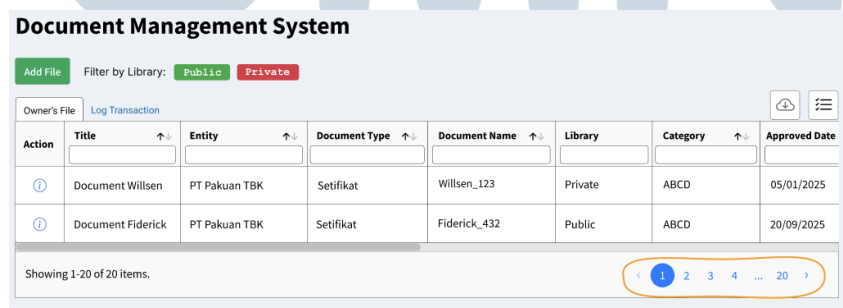 Document Management System
Add File Filter by Library: Public Private
Owner's File Log Transaction
Action Title Entity Document Type Document Name Library Category Approved Date
Document Willsen PT Pakuan TBK Setifikat Willsen_123 Private ABCD 05/01/2025
Document Fiderick PT Pakuan TBK Setifikat Fiderick_432 Public ABCD 20/09/2025
Showing 1-20 of 20 items. ‹ 1 2 3 4 ... 20 ›